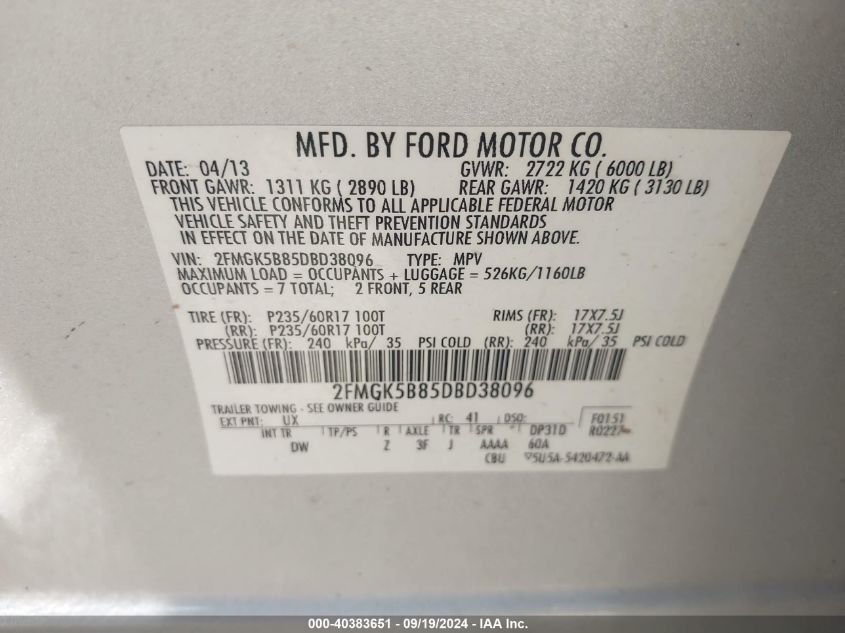 MFD. BY FORD MOTOR CO.
DATE: 04/13 GVWR: 2722 KG ( 6000 LB)
FRONT GAWR: 1311 KG ( 2890 LB) REAR GAWR: 1420 KG ( 3130 LB)
THIS VEHICLE CONFORMS TO ALL APPLICABLE FEDERAL MOTOR
VEHICLE SAFETY AND THEFT PREVENTION STANDARDS
IN EFFECT ON THE DATE OF MANUFACTURE SHOWN ABOVE.
VIN: 2FMGK5B85DBD38096 TYPE: MPV
MAXIMUM LOAD = OCCUPANTS + LUGGAGE = 526KG/1160LB
OCCUPANTS = 7 TOTAL; 2 FRONT, 5 REAR
TIRE (FR): P235/60R17 100T RIMS (FR): 17X7.5J
(RR): P235/60R17 100T (RR): 17X7.5J
PRESSURE (FR): 240 kPa/ 35 PSI COLD (RR): 240 kPa/ 35 PSI COLD
2FMGK5B85DBD38096
TRAILER TOWING - SEE OWNER GUIDE
EXT PNT: UX RC: 41 DSO: F0151
INT TR TP/PS R AXLE TR SPR DP31D R0227
DW Z 3F J AAAA 60A
CBU 5U5A-5420472-AA
000-40383651 - 09/19/2024 - IAA Inc.